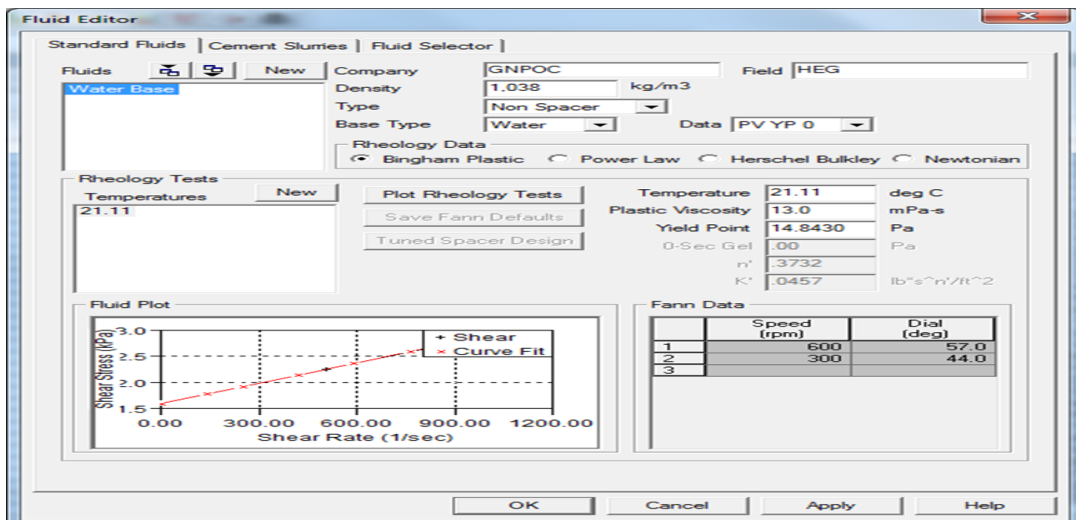 Fluid Editor
Standard Fluids | Cement Slurries | Fluid Selector
Fluids New Company GNPOC Field HEG
Water Base Density 1.038 kg/m3
Type Non Spacer
Base Type Water Data PV YP 0
Rheology Data
Bingham Plastic Power Law Herschel Bulkley Newtonian
Rheology Tests
Temperatures New Plot Rheology Tests Temperature 21.11 deg C
21.11 Save Fann Defaults Plastic Viscosity 13.0 mPa-s
Yield Point 14.8430 Pa
Tuned Spacer Design 0-Sec Gel .00 Pa
n' .3732
K' .0457 lb*s^n'/ft^2
Fluid Plot Fann Data
Shear Stress (kPa)
3.0
2.5
2.0
1.5
Shear
Curve Fit
0.00 300.00 600.00 900.00 1200.00
Shear Rate (1/sec)
Speed (rpm) Dial (deg)
1 600 57.0
2 300 44.0
3
OK Cancel Apply Help